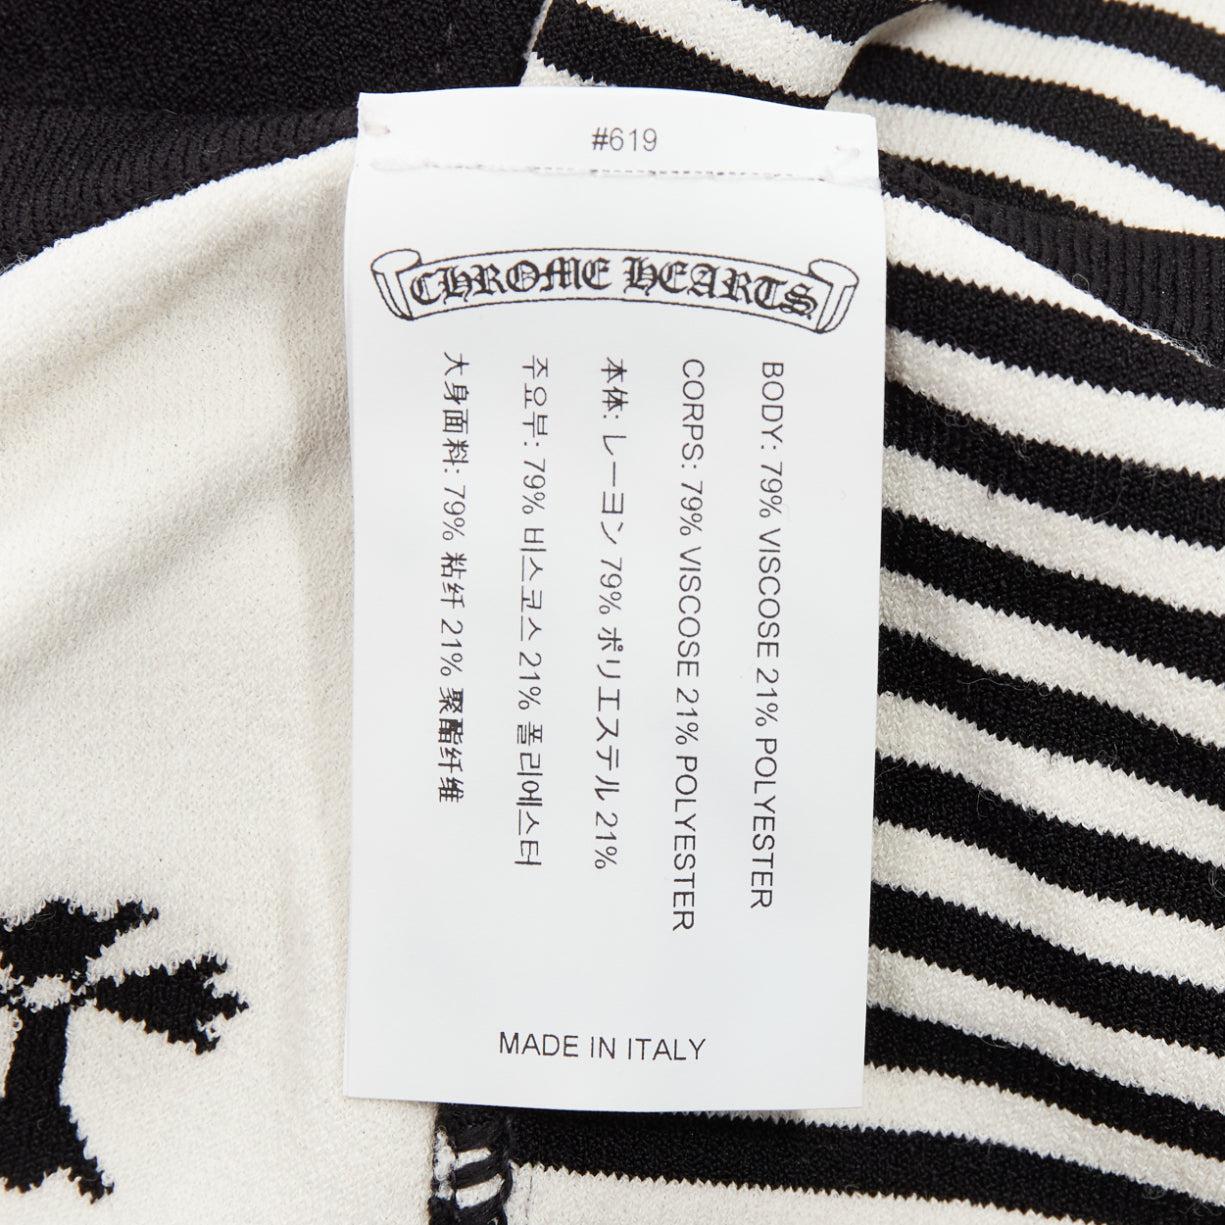 #619
CHROME HEARTS
BODY: 79% VISCOSE 21% POLYESTER
CORPS: 79% VISCOSE 21% POLYESTER
本体: レーヨン 79% ポリエステル 21%
주요부: 79% 비스코스 21% 폴리에스터
大身面料: 79% 粘纤 21% 聚酯纤维
MADE IN ITALY